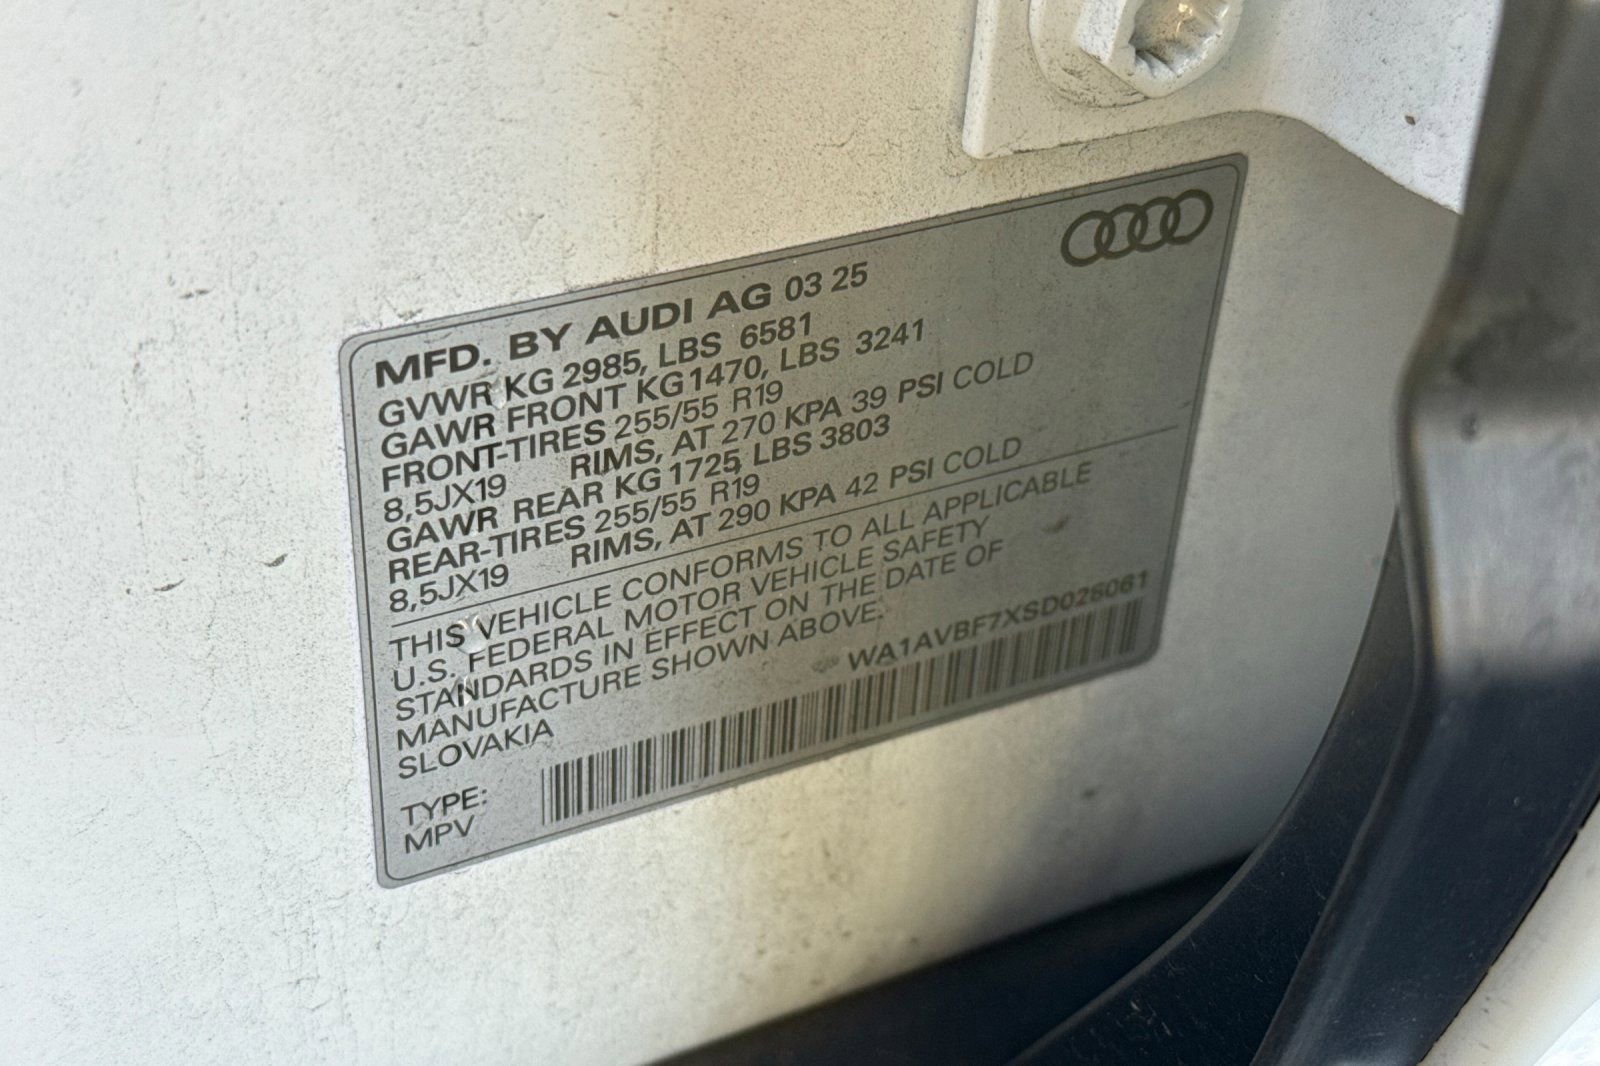 MFD. BY AUDI AG 03 25
GVWR KG 2985, LBS 6581
GAWR FRONT KG 1470, LBS 3241
FRONT-TIRES 255/55 R19
8,5JX19 RIMS, AT 270 KPA 39 PSI COLD
GAWR REAR KG 1725, LBS 3803
REAR-TIRES 255/55 R19
8,5JX19 RIMS, AT 290 KPA 42 PSI COLD
THIS VEHICLE CONFORMS TO ALL APPLICABLE
U.S. FEDERAL MOTOR VEHICLE SAFETY
STANDARDS IN EFFECT ON THE DATE OF
MANUFACTURE SHOWN ABOVE.
SLOVAKIA
WA1AVBF7XSD026061
TYPE:
MPV